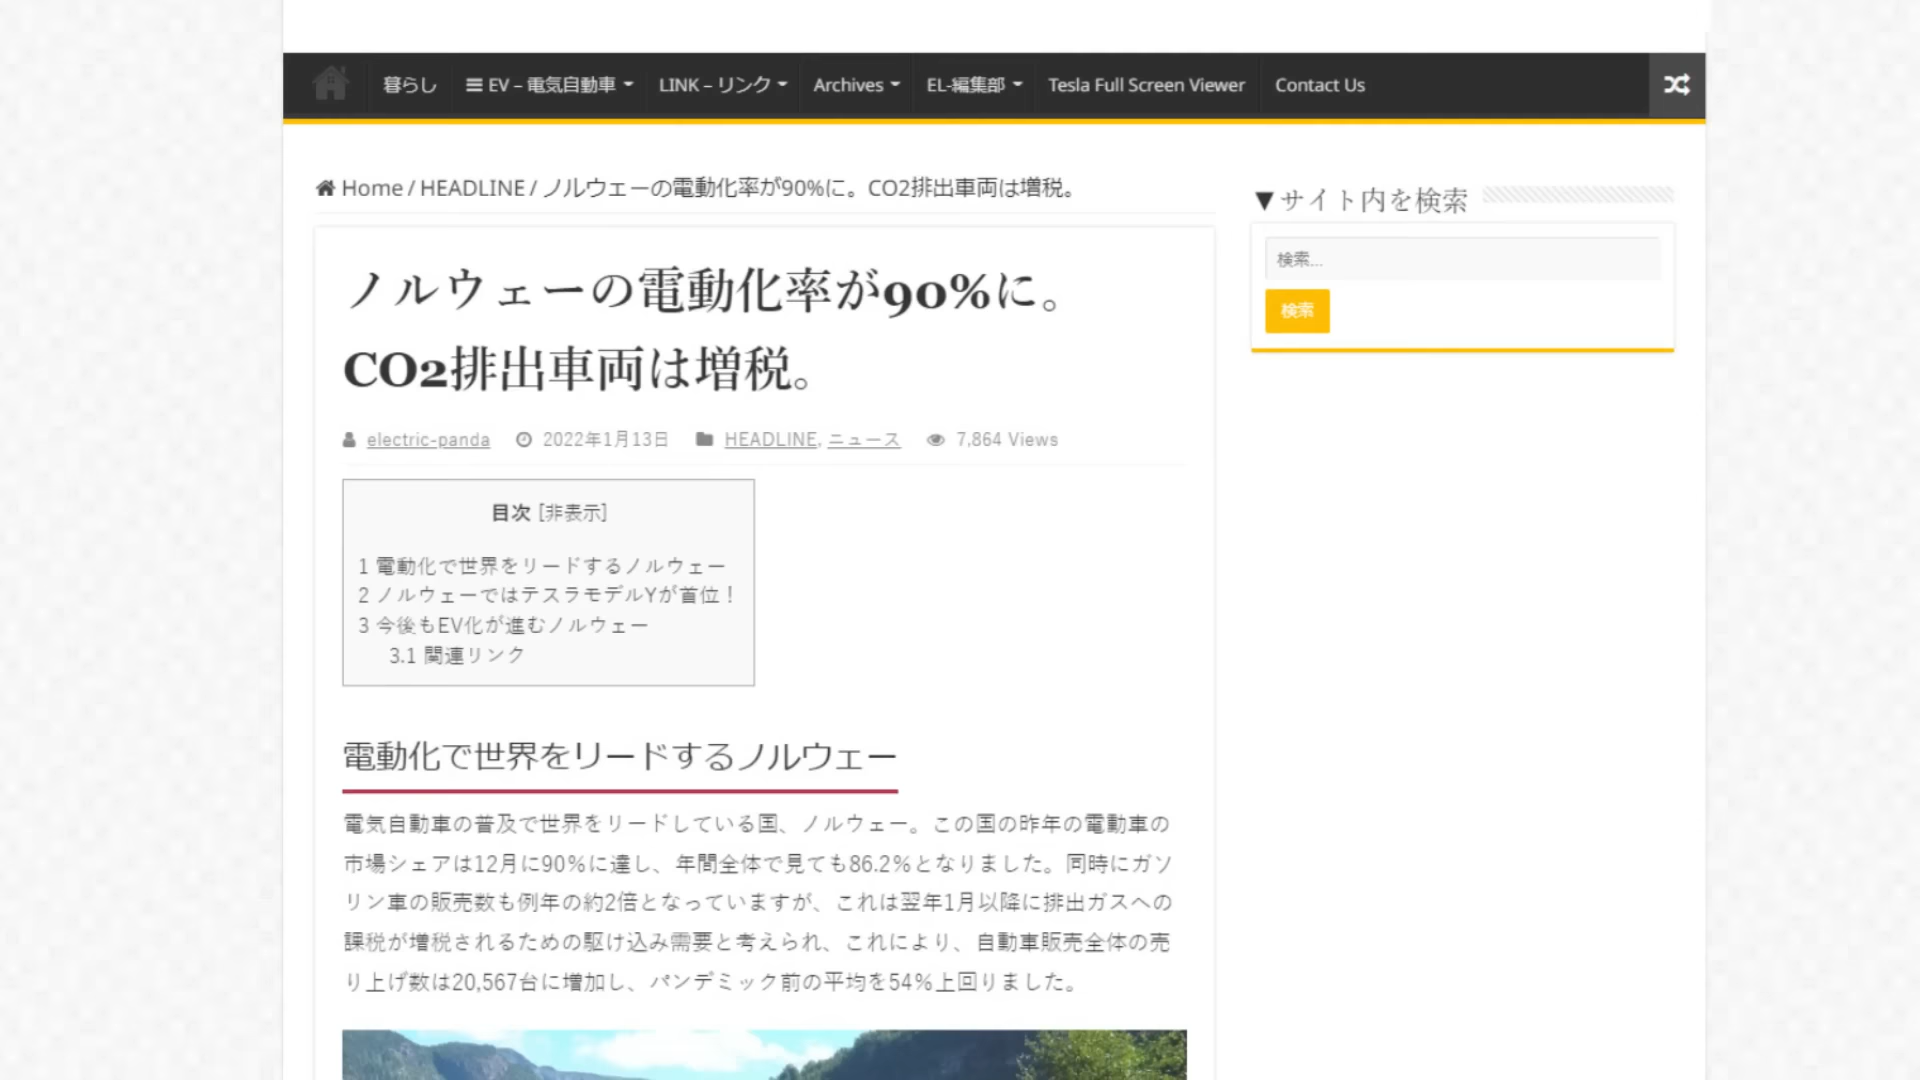 暮らし EV – 電気自動車 LINK – リンク Archives EL-編集部 Tesla Full Screen Viewer Contact Us
Home / HEADLINE / ノルウェーの電動化率が90%に。CO2排出車両は増税。
ノルウェーの電動化率が90%に。
CO2排出車両は増税。
electric-panda 2022年1月13日 HEADLINE, ニュース 7,864 Views
目次 [非表示]
1 電動化で世界をリードするノルウェー
2 ノルウェーではテスラモデルYが首位！
3 今後もEV化が進むノルウェー
3.1 関連リンク
電動化で世界をリードするノルウェー
電気自動車の普及で世界をリードしている国、ノルウェー。この国の昨年の電動車の
市場シェアは12月に90%に達し、年間全体で見ても86.2%となりました。同時にガソ
リン車の販売数も例年の約2倍となっていますが、これは翌年1月以降に排出ガスへの
課税が増税されるための駆け込み需要と考えられ、これにより、自動車販売全体の売
り上げ数は20,567台に増加し、パンデミック前の平均を54%上回りました。
▼サイト内を検索
検索...
検索